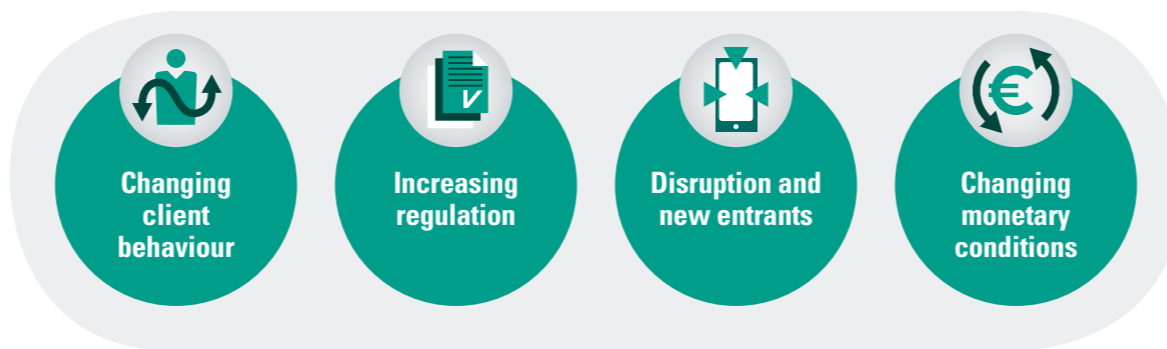 Changing
client
behaviour
Increasing
regulation
Disruption and
new entrants
Changing
monetary
conditions
V
€